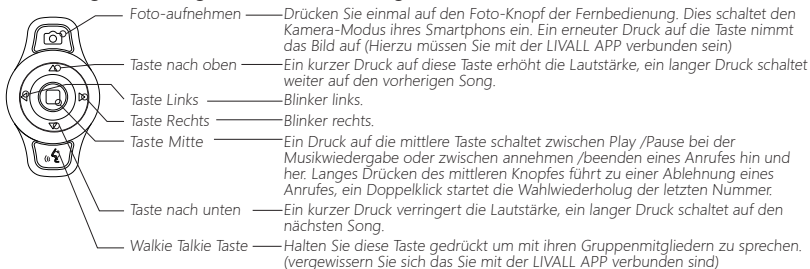 Foto-aufnehmen Drücken Sie einmal auf den Foto-Knopf der Fernbedienung. Dies schaltet den
Kamera-Modus ihres Smartphons ein. Ein erneuter Druck auf die Taste nimmt
das Bild auf (Hierzu müssen Sie mit der LIVALL APP verbunden sein)
Taste nach oben Ein kurzer Druck auf diese Taste erhöht die Lautstärke, ein langer Druck schaltet
weiter auf den vorherigen Song.
Taste Links Blinker links.
Taste Rechts Blinker rechts.
Taste Mitte Ein Druck auf die mittlere Taste schaltet zwischen Play /Pause bei der
Musikwiedergabe oder zwischen annehmen /beenden eines Anrufes hin und
her. Langes Drücken des mittleren Knopfes führt zu einer Ablehnung eines
Anrufes, ein Doppelklick startet die Wahlwiederholug der letzten Nummer.
Taste nach unten Ein kurzer Druck verringert die Lautstärke, ein langer Druck schaltet auf den
nächsten Song.
Walkie Talkie Taste Halten Sie diese Taste gedrückt um mit ihren Gruppenmitgliedern zu sprechen.
(vergewissern Sie sich das Sie mit der LIVALL APP verbunden sind)